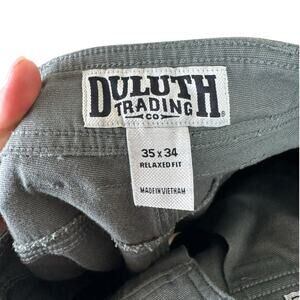 DULUTH
TRADING
CO
®
35 x 34
RELAXED FIT
MADE IN VIETNAM